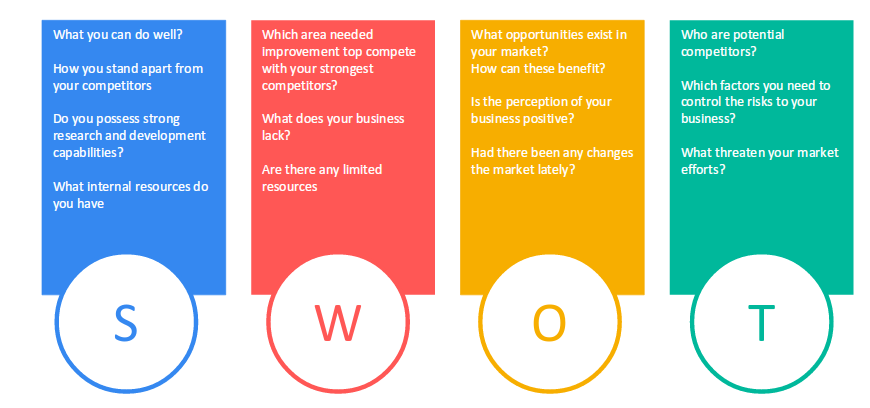 What you can do well?
How you stand apart from
your competitors
Do you possess strong
research and development
capabilities?
What internal resources do
you have
S
Which area needed
improvement top compete
with your strongest
competitors?
What does your business
lack?
Are there any limited
resources
W
What opportunities exist in
your market?
How can these benefit?
Is the perception of your
business positive?
Had there been any changes
the market lately?
O
Who are potential
competitors?
Which factors you need to
control the risks to your
business?
What threaten your market
efforts?
T